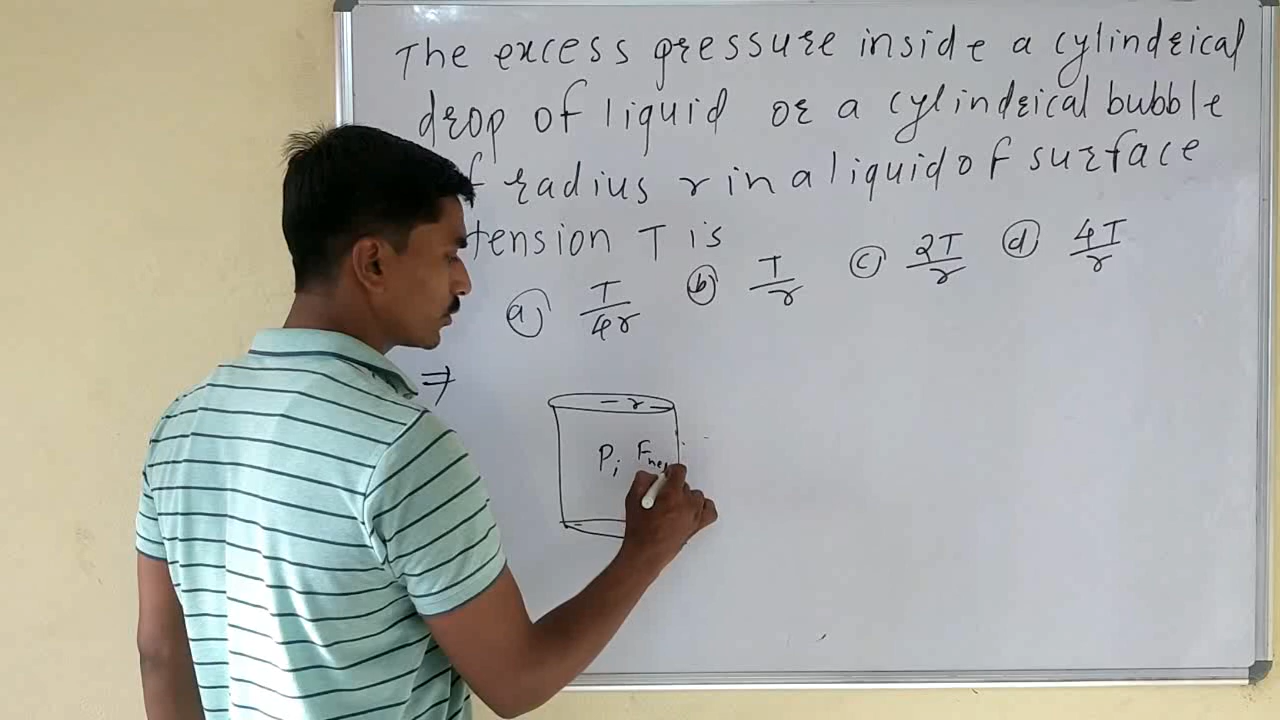 The excess pressure inside a cylindrical
drop of liquid or a cylindrical bubble
radius r in a liquid of surface
tension T is
(a) T/4r (b) T/r (c) 2T/r (d) 4T/r
⇒
r
Pi